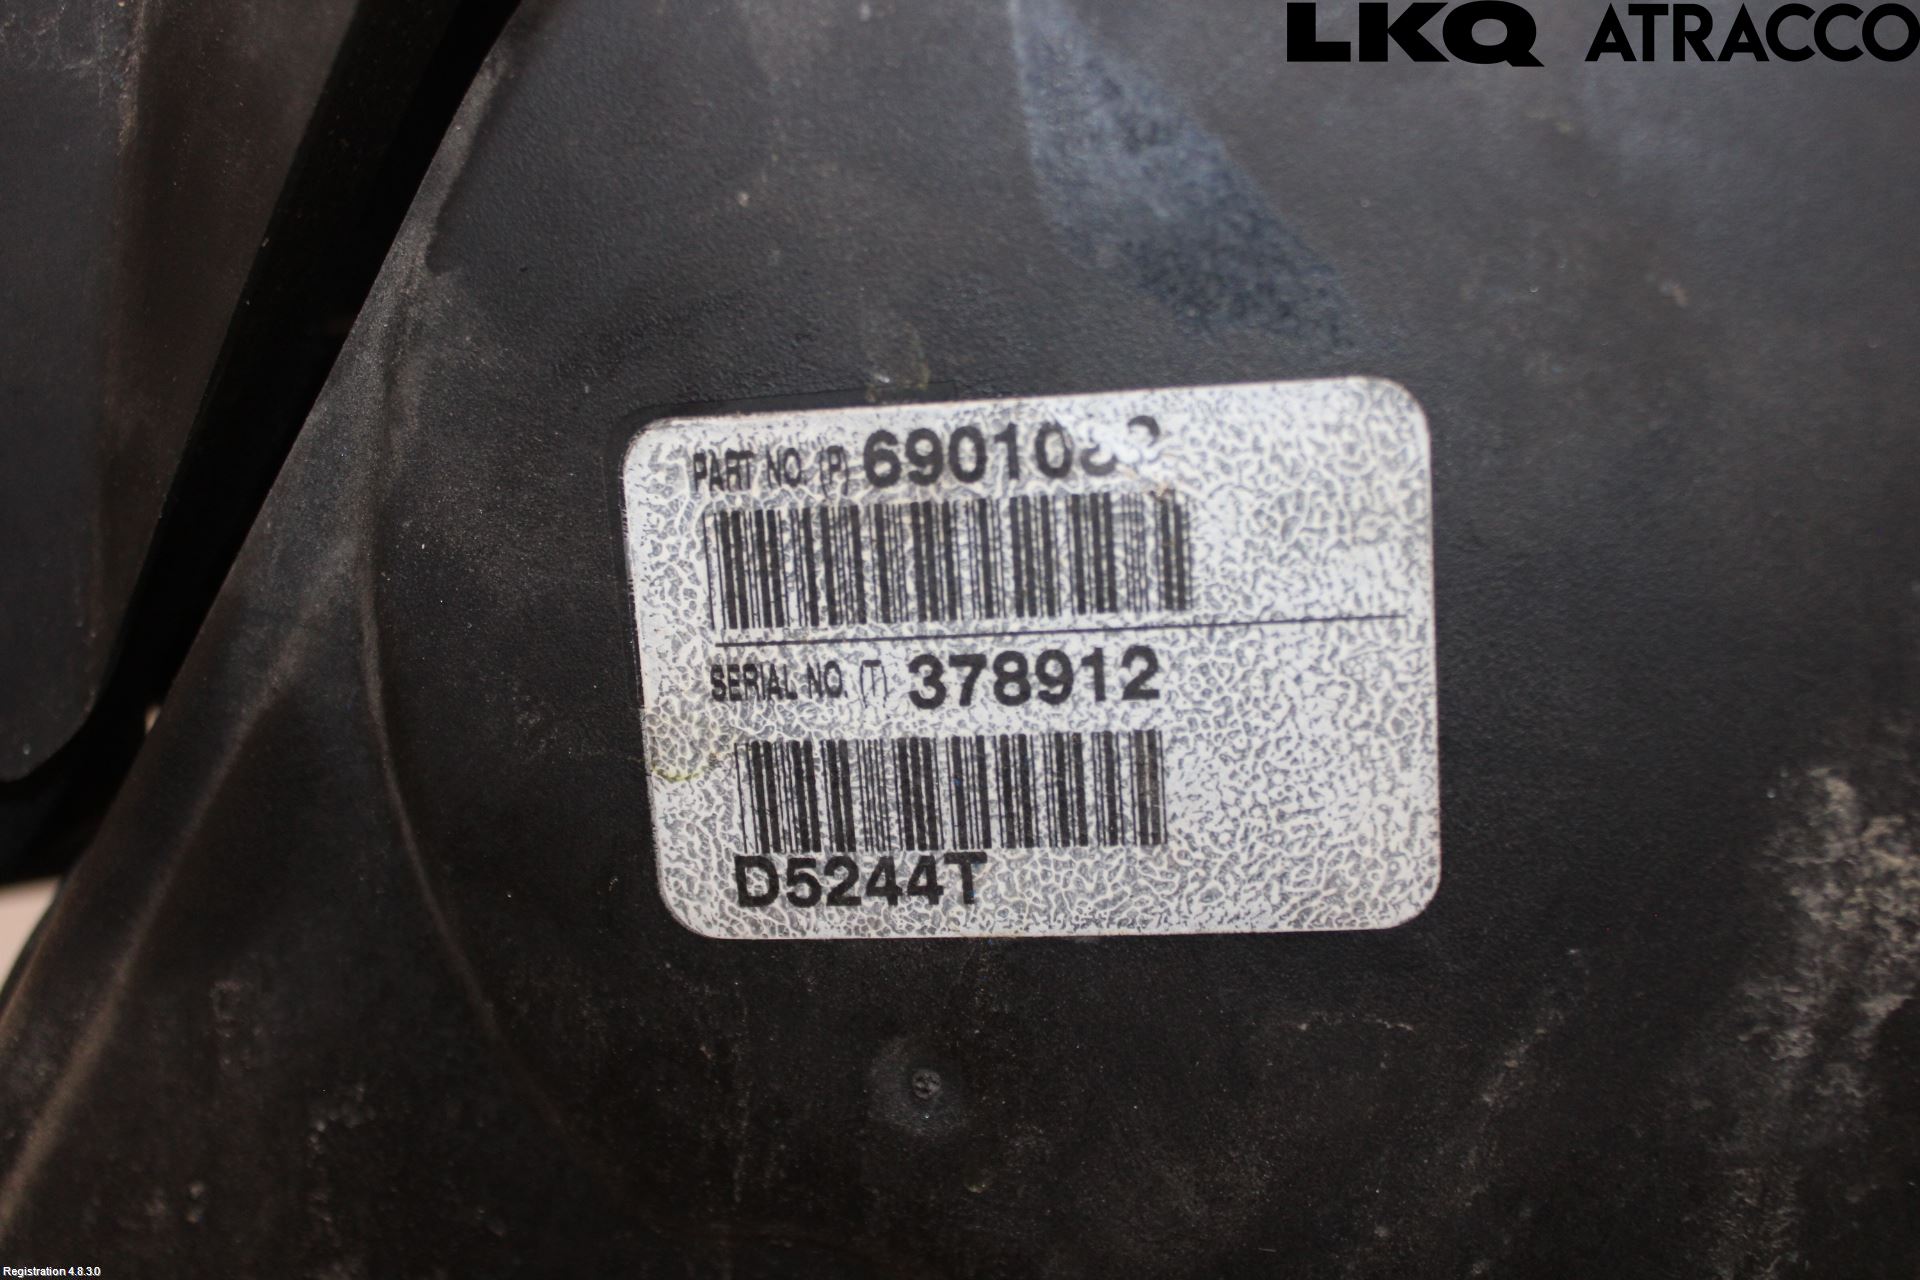 LKQ ATRACCO
PART NO. (P)
SERIAL NO. (T) 378912
D5244T
Registration 4.8.3.0